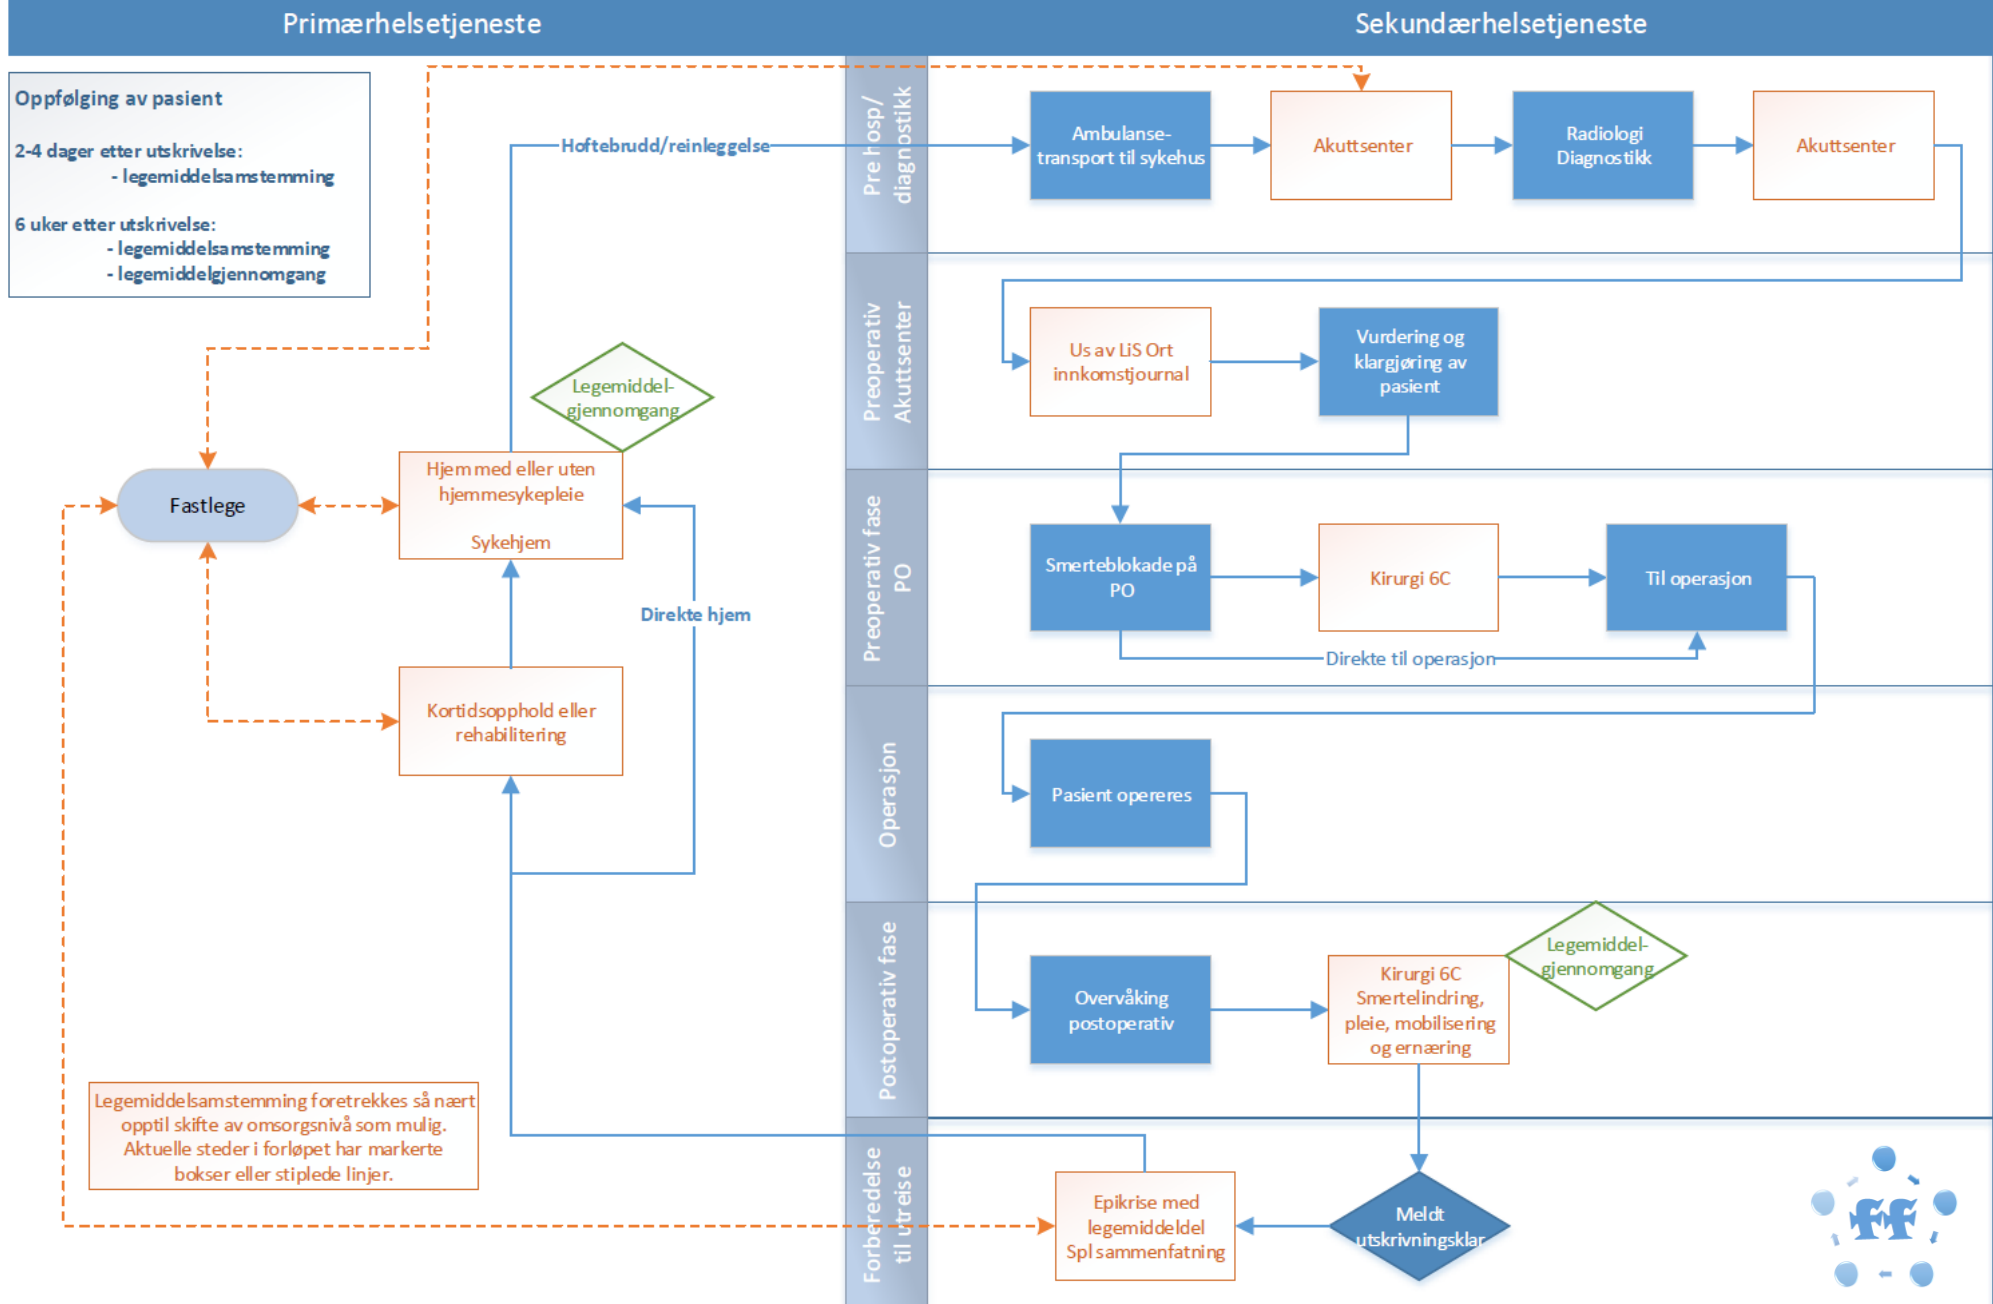 Primærhelsetjeneste
Sekundærhelsetjeneste
Oppfølging av pasient
2-4 dager etter utskrivelse:
- legemiddelsamstemming
6 uker etter utskrivelse:
- legemiddelsamstemming
- legemiddelgjennomgang
Hoftebrudd/reinleggelse
Pre hosp/
diagnostikk
Ambulanse-
transport til sykehus
Akuttsenter
Radiologi
Diagnostikk
Akuttsenter
Preoperativ
Akuttsenter
Us av LiS Ort
innkomstjournal
Vurdering og
klargjøring av
pasient
Legemiddel-
gjennomgang
Hjem med eller uten
hjemmesykepleie
Sykehjem
Fastlege
Direkte hjem
Kortidsopphold eller
rehabilitering
Preoperativ fase
PO
Smerteblokade på
PO
Kirurgi 6C
Til operasjon
Direkte til operasjon
Operasjon
Pasient opereres
Postoperativ fase
Overvåking
postoperativ
Kirurgi 6C
Smertelindring,
pleie, mobilisering
og ernæring
Legemiddel-
gjennomgang
Legemiddelsamstemming foretrekkes så nært
opptil skifte av omsorgsnivå som mulig.
Aktuelle steder i forløpet har markerte
bokser eller stiplede linjer.
Forberedelse
til utreise
Epikrise med
legemiddeldel
Spl sammenfatning
Meldt
utskrivningsklar
ff